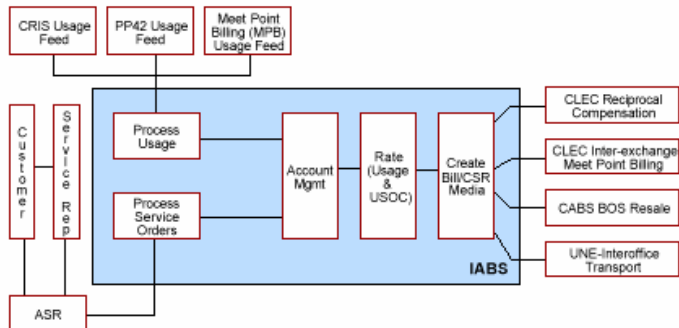 CRIS Usage
Feed
PP42 Usage
Feed
Meet Point
Billing (MPB)
Usage Feed
Customer
Service Rep
Process
Usage
Process
Service
Orders
Account
Mgmt
Rate
(Usage
&
USOC)
Create
Bill/CSR
Media
CLEC Reciprocal
Compensation
CLEC Inter-exchange
Meet Point Billing
CABS BOS Resale
UNE-Interoffice
Transport
IABS
ASR